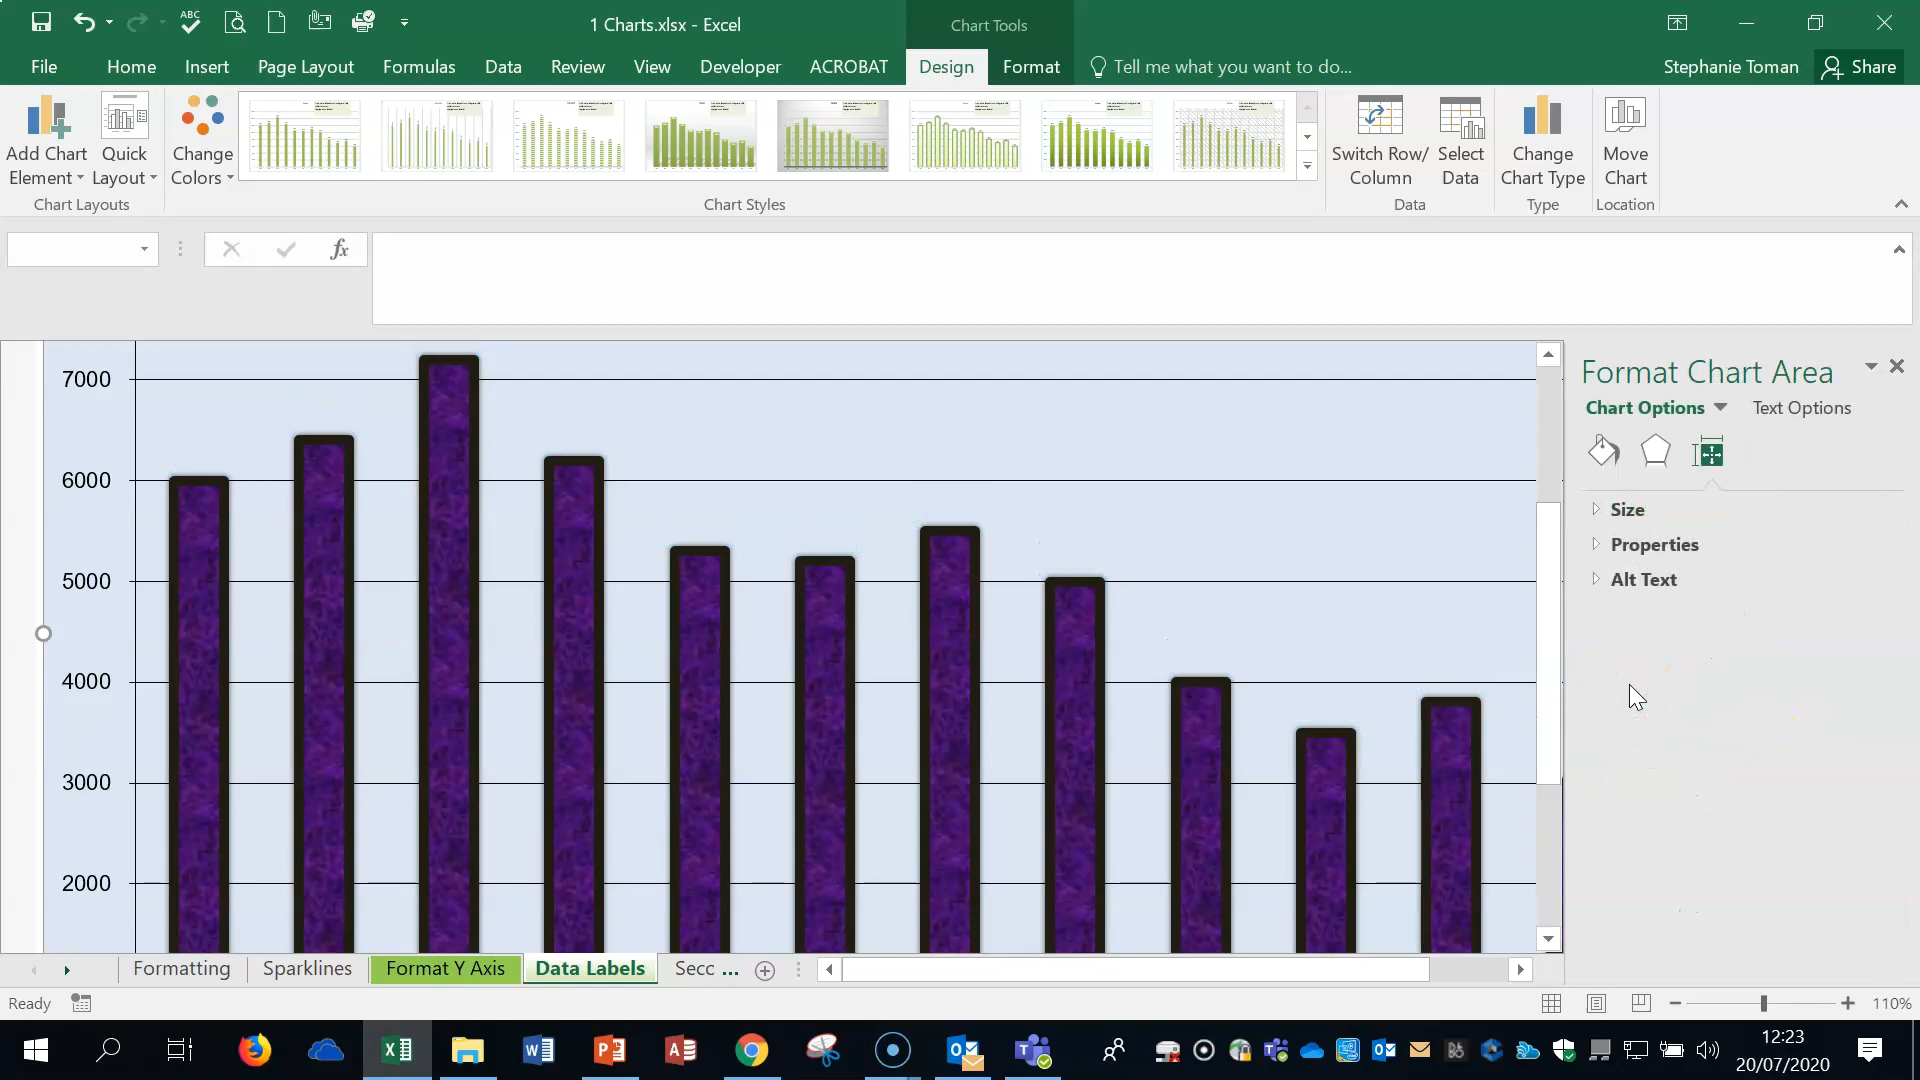 1 Charts.xlsx - Excel
Chart Tools
File Home Insert Page Layout Formulas Data Review View Developer ACROBAT Design Format Tell me what you want to do... Stephanie Toman Share
Add Chart Element
Quick Layout
Change Colors
Switch Row/ Column
Select Data
Change Chart Type
Move Chart
Chart Layouts Chart Styles Data Type Location
fx
7000
6000
5000
4000
3000
2000
Format Chart Area
Chart Options Text Options
Size
Properties
Alt Text
Formatting Sparklines Format Y Axis Data Labels Secc ...
Ready 110%
12:23
20/07/2020